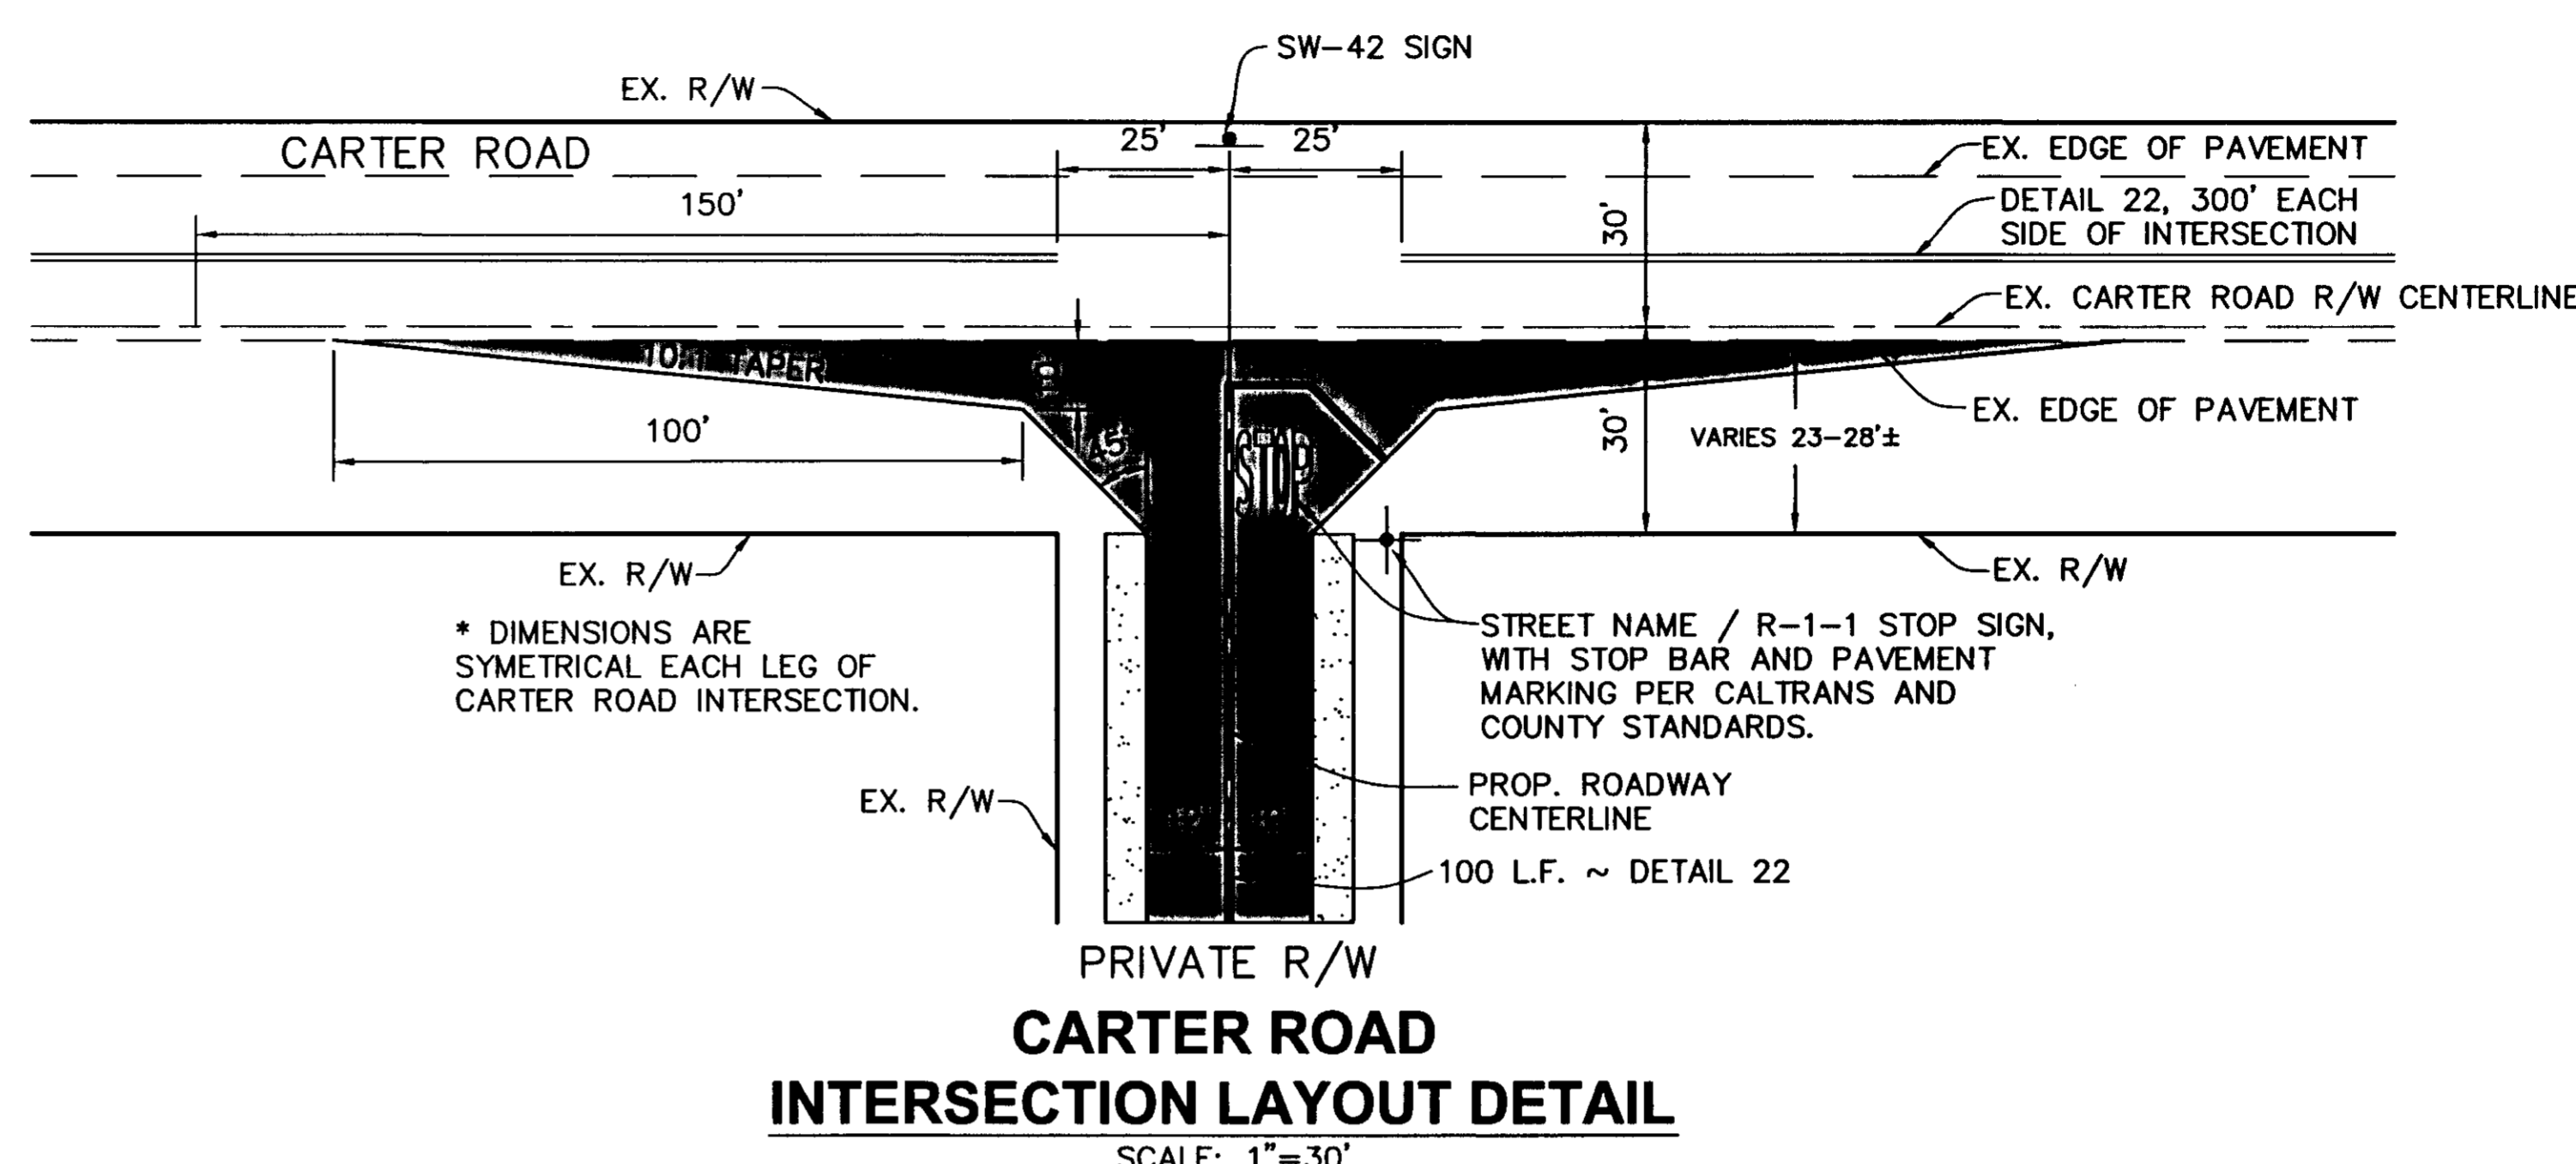 SW-42 SIGN
EX. R/W
25'
25'
CARTER ROAD
EX. EDGE OF PAVEMENT
150'
30'
DETAIL 22, 300' EACH
SIDE OF INTERSECTION
EX. CARTER ROAD R/W CENTERLINE
10:1 TAPER
10'
100'
45°
STOP
30'
VARIES 23-28'±
EX. EDGE OF PAVEMENT
EX. R/W
EX. R/W
* DIMENSIONS ARE
SYMETRICAL EACH LEG OF
CARTER ROAD INTERSECTION.
STREET NAME / R-1-1 STOP SIGN,
WITH STOP BAR AND PAVEMENT
MARKING PER CALTRANS AND
COUNTY STANDARDS.
EX. R/W
PROP. ROADWAY
CENTERLINE
100 L.F. ~ DETAIL 22
PRIVATE R/W
CARTER ROAD
INTERSECTION LAYOUT DETAIL
SCALE: 1"=30'